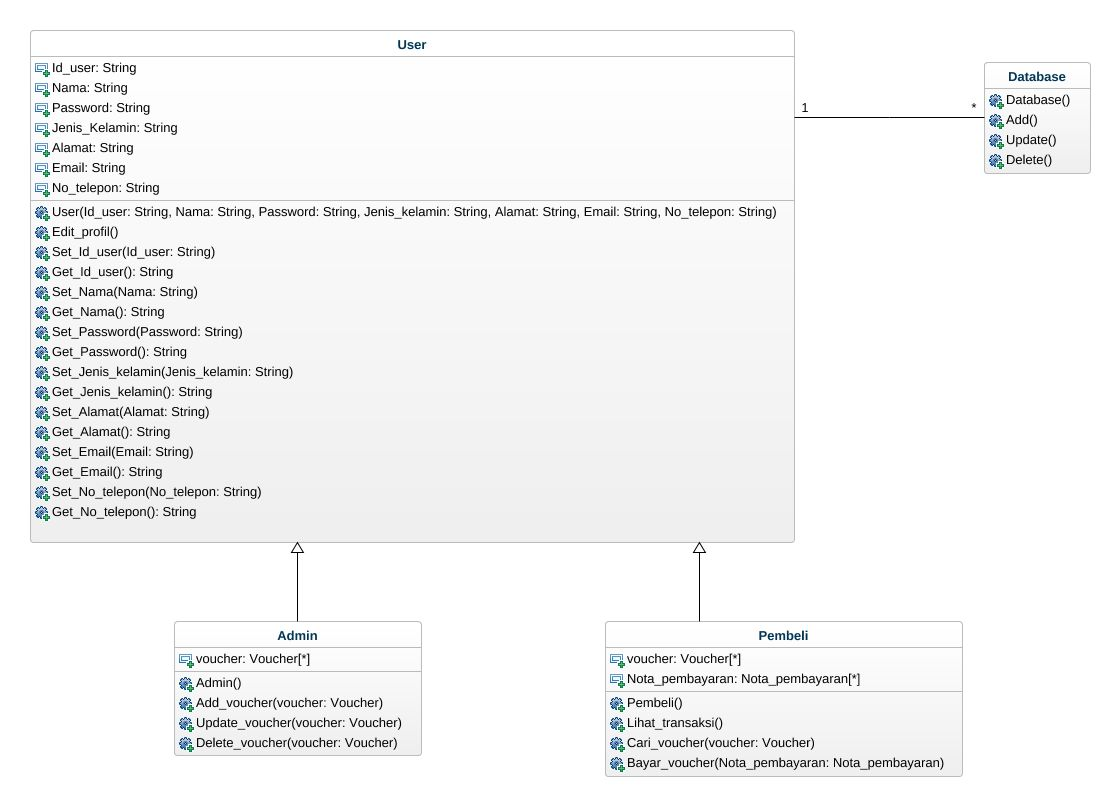 User
Id_user: String
Nama: String
Password: String
Jenis_Kelamin: String
Alamat: String
Email: String
No_telepon: String
User(Id_user: String, Nama: String, Password: String, Jenis_kelamin: String, Alamat: String, Email: String, No_telepon: String)
Edit_profil()
Set_Id_user(Id_user: String)
Get_Id_user(): String
Set_Nama(Nama: String)
Get_Nama(): String
Set_Password(Password: String)
Get_Password(): String
Set_Jenis_kelamin(Jenis_kelamin: String)
Get_Jenis_kelamin(): String
Set_Alamat(Alamat: String)
Get_Alamat(): String
Set_Email(Email: String)
Get_Email(): String
Set_No_telepon(No_telepon: String)
Get_No_telepon(): String
1
*
Database
Database()
Add()
Update()
Delete()
Admin
voucher: Voucher[*]
Admin()
Add_voucher(voucher: Voucher)
Update_voucher(voucher: Voucher)
Delete_voucher(voucher: Voucher)
Pembeli
voucher: Voucher[*]
Nota_pembayaran: Nota_pembayaran[*]
Pembeli()
Lihat_transaksi()
Cari_voucher(voucher: Voucher)
Bayar_voucher(Nota_pembayaran: Nota_pembayaran)